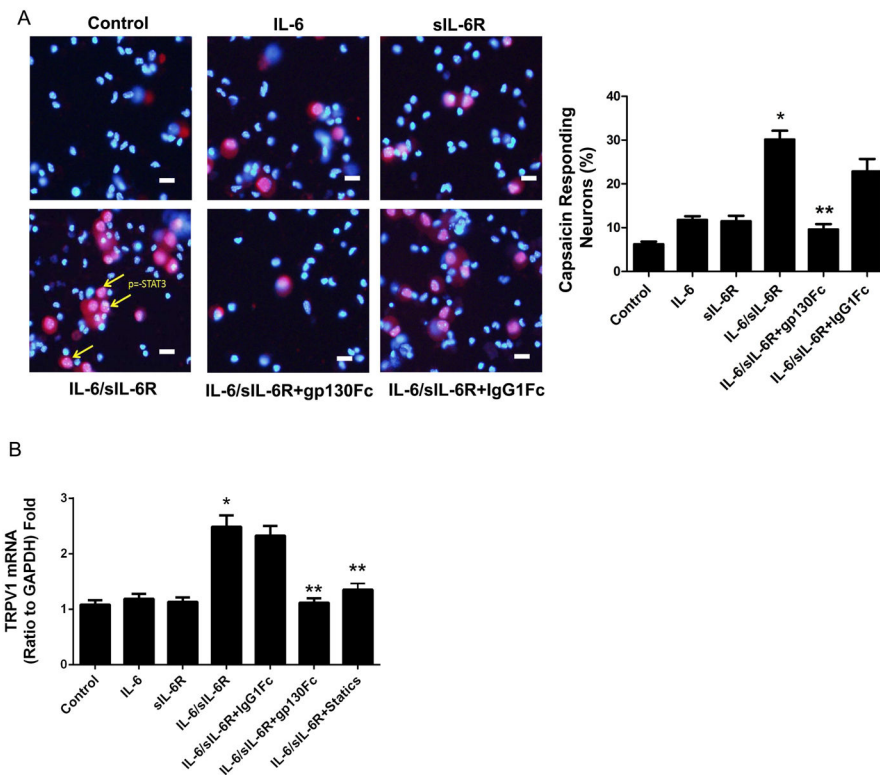 A
Control
IL-6
sIL-6R
p=-STAT3
IL-6/sIL-6R
IL-6/sIL-6R+gp130Fc
IL-6/sIL-6R+IgG1Fc
Capsaicin Responding
Neurons (%)
40
30
20
10
0
*
**
Control
IL-6
sIL-6R
IL-6/sIL-6R
IL-6/sIL-6R+gp130Fc
IL-6/sIL-6R+IgG1Fc
B
TRPV1 mRNA
(Ratio to GAPDH) Fold
3
2
1
0
*
**
**
Control
IL-6
sIL-6R
IL-6/sIL-6R
IL-6/sIL-6R+IgG1Fc
IL-6/sIL-6R+gp130Fc
IL-6/sIL-6R+Statics